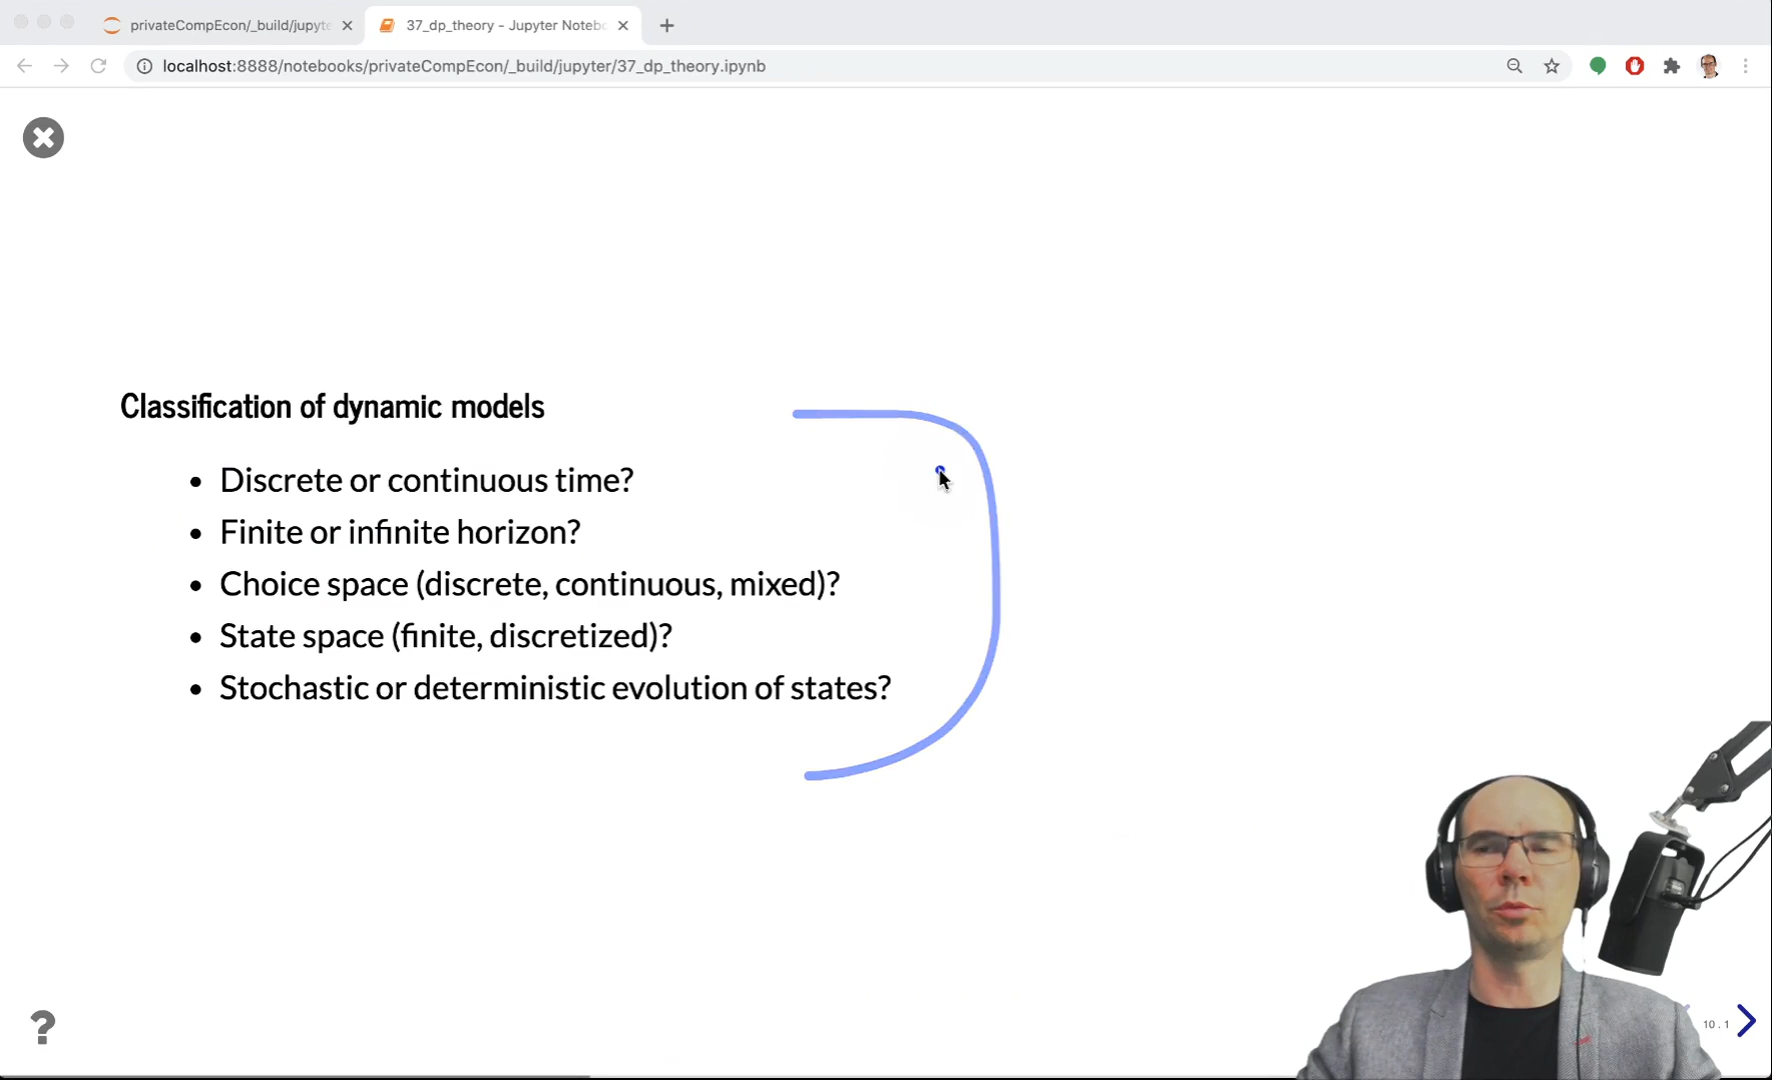 privateCompEcon/_build/jupyte
37_dp_theory - Jupyter Notebo
localhost:8888/notebooks/privateCompEcon/_build/jupyter/37_dp_theory.ipynb
Classification of dynamic models
• Discrete or continuous time?
• Finite or infinite horizon?
• Choice space (discrete, continuous, mixed)?
• State space (finite, discretized)?
• Stochastic or deterministic evolution of states?
?
10.1